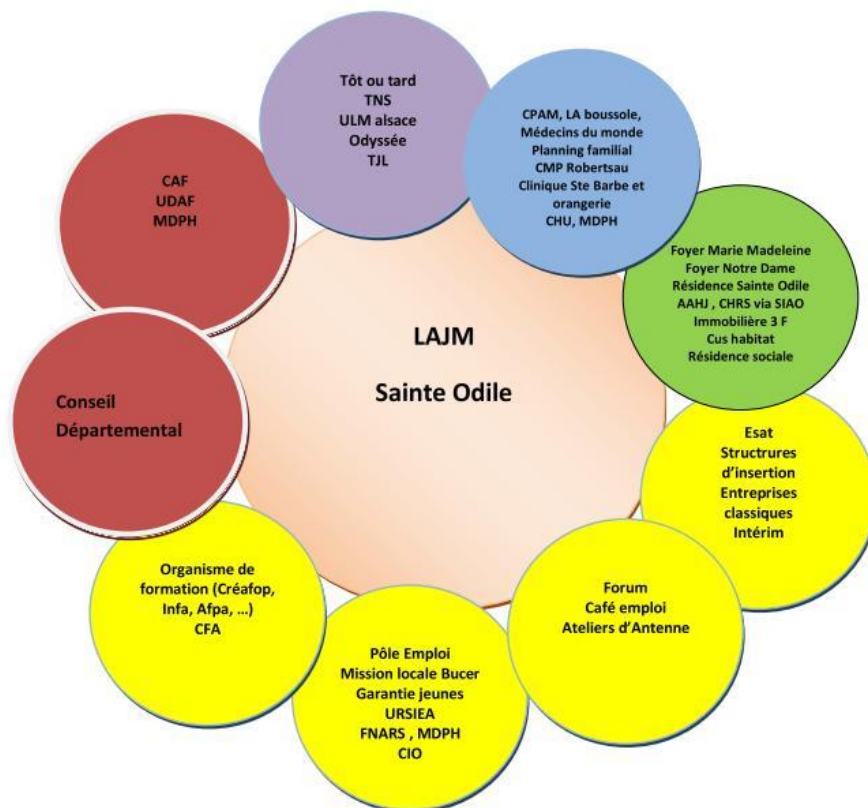 Tôt ou tard
TNS
ULM alsace
Odyssée
TJL
CPAM, LA boussole,
Médecins du monde
Planning familial
CMP Robertsau
Clinique Ste Barbe et
orangerie
CHU, MDPH
CAF
UDAF
MDPH
Foyer Marie Madeleine
Foyer Notre Dame
Résidence Sainte Odile
AAHJ , CHRS via SIAO
Immobilière 3 F
Cus habitat
Résidence sociale
LAJM
Sainte Odile
Conseil
Départemental
Esat
Structrures
d'insertion
Entreprises
classiques
Intérim
Organisme de
formation (Créafop,
Infa, Afpa, ...)
CFA
Forum
Café emploi
Ateliers d'Antenne
Pôle Emploi
Mission locale Bucer
Garantie jeunes
URSIEA
FNARS , MDPH
CIO